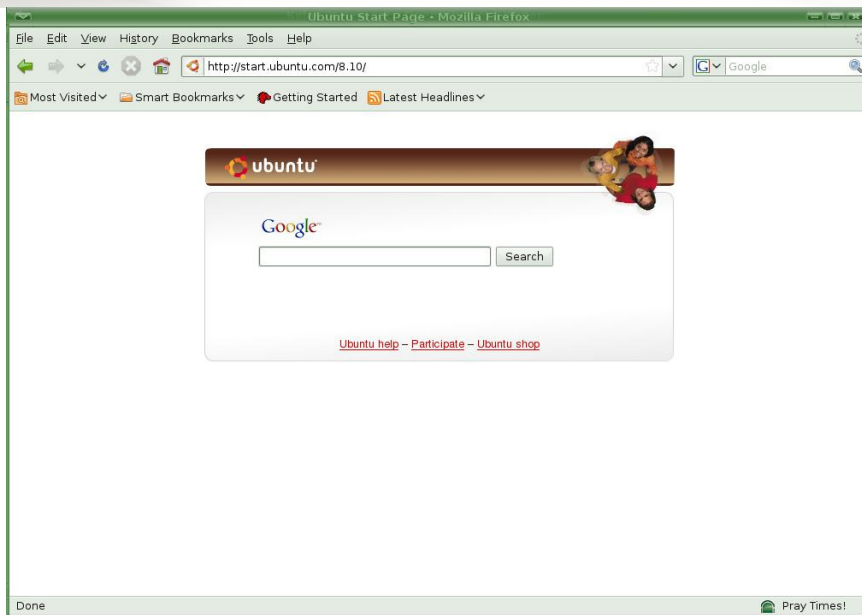 Ubuntu Start Page - Mozilla Firefox
File Edit View History Bookmarks Tools Help
http://start.ubuntu.com/8.10/ G Google
Most Visited Smart Bookmarks Getting Started Latest Headlines
ubuntu
Google™
Search
Ubuntu help – Participate – Ubuntu shop
Done Pray Times!